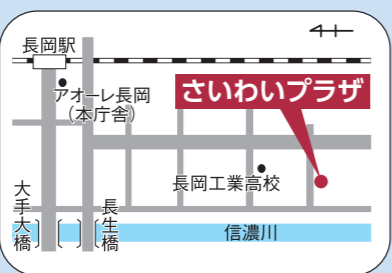 長岡駅
アオーレ長岡
（本庁舎）
さいわいプラザ
長岡工業高校
大手大橋
長生橋
信濃川